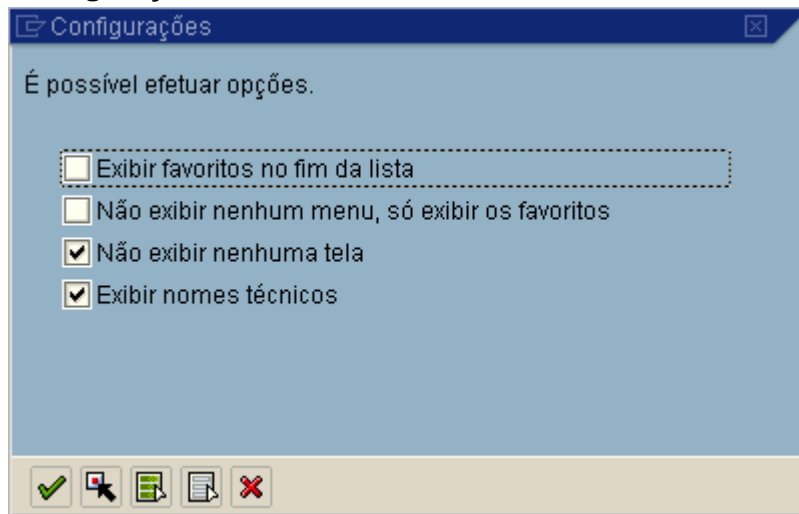 Configurações
É possível efetuar opções.
Exibir favoritos no fim da lista
Não exibir nenhum menu, só exibir os favoritos
Não exibir nenhuma tela
Exibir nomes técnicos